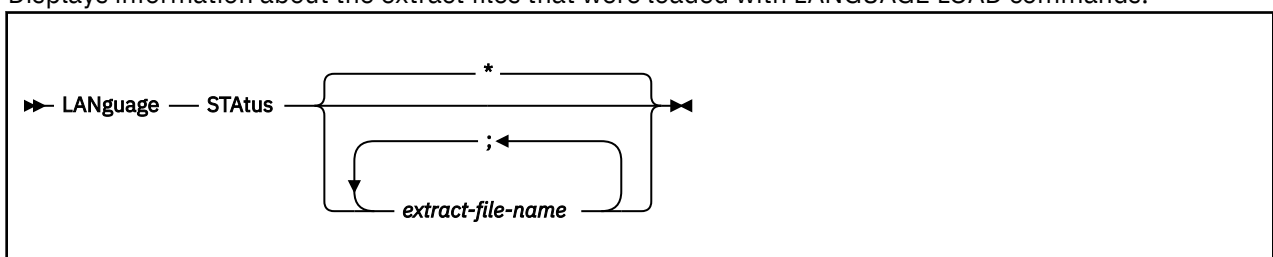 Displays information about the extract files that were loaded with LANGUAGE LOAD commands.
*
LANguage STAtus
;
extract-file-name